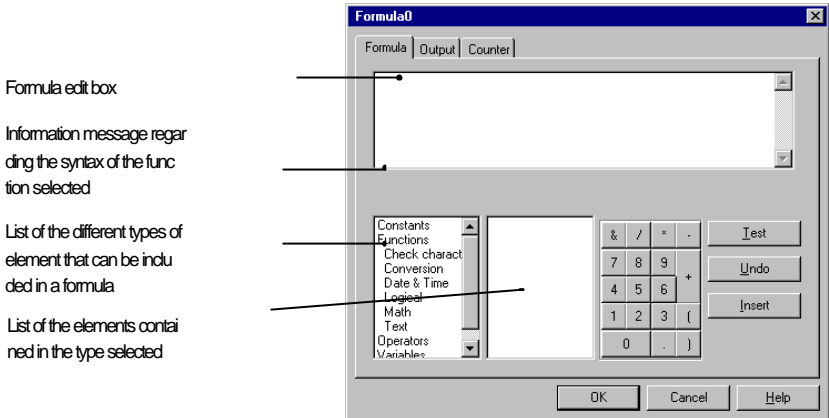 Formula0
Formula Output Counter
Formula edit box
Information message regar
ding the syntax of the func
tion selected
List of the different types of
element that can be inclu
ded in a formula
List of the elements contai
ned in the type selected
Constants
Functions
Check charact
Conversion
Date & Time
Logical
Math
Text
Operators
Variables
& / * -
7 8 9 +
4 5 6
1 2 3 (
0 . )
Test
Undo
Insert
OK Cancel Help